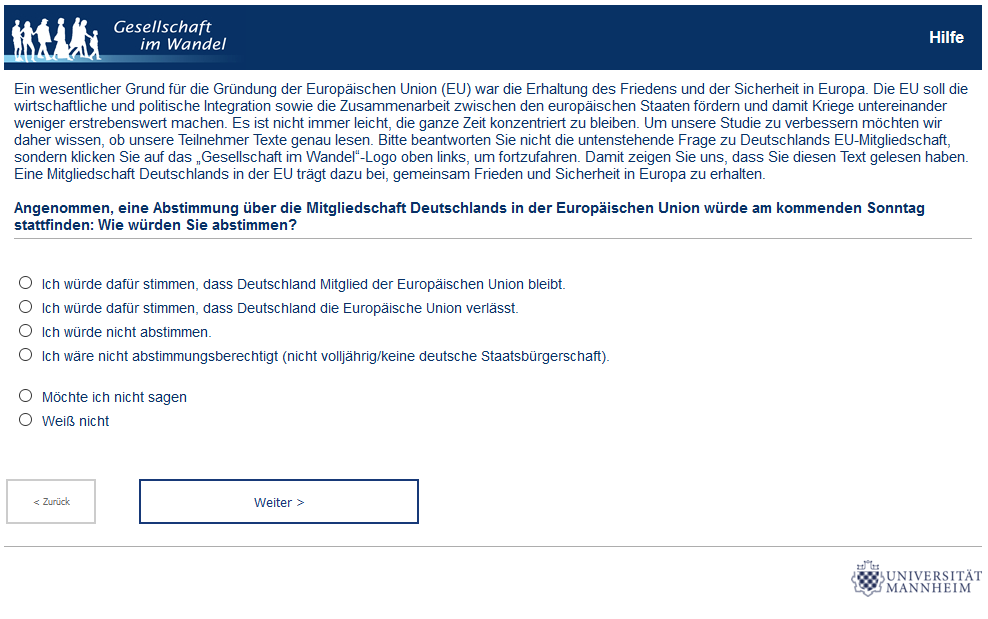 Gesellschaft
im Wandel
Hilfe
Ein wesentlicher Grund für die Gründung der Europäischen Union (EU) war die Erhaltung des Friedens und der Sicherheit in Europa. Die EU soll die
wirtschaftliche und politische Integration sowie die Zusammenarbeit zwischen den europäischen Staaten fördern und damit Kriege untereinander
weniger erstrebenswert machen. Es ist nicht immer leicht, die ganze Zeit konzentriert zu bleiben. Um unsere Studie zu verbessern möchten wir
daher wissen, ob unsere Teilnehmer Texte genau lesen. Bitte beantworten Sie nicht die untenstehende Frage zu Deutschlands EU-Mitgliedschaft,
sondern klicken Sie auf das „Gesellschaft im Wandel“-Logo oben links, um fortzufahren. Damit zeigen Sie uns, dass Sie diesen Text gelesen haben.
Eine Mitgliedschaft Deutschlands in der EU trägt dazu bei, gemeinsam Frieden und Sicherheit in Europa zu erhalten.
Angenommen, eine Abstimmung über die Mitgliedschaft Deutschlands in der Europäischen Union würde am kommenden Sonntag
stattfinden: Wie würden Sie abstimmen?
Ich würde dafür stimmen, dass Deutschland Mitglied der Europäischen Union bleibt.
Ich würde dafür stimmen, dass Deutschland die Europäische Union verlässt.
Ich würde nicht abstimmen.
Ich wäre nicht abstimmungsberechtigt (nicht volljährig/keine deutsche Staatsbürgerschaft).
Möchte ich nicht sagen
Weiß nicht
< Zurück
Weiter >
UNIVERSITÄT
MANNHEIM